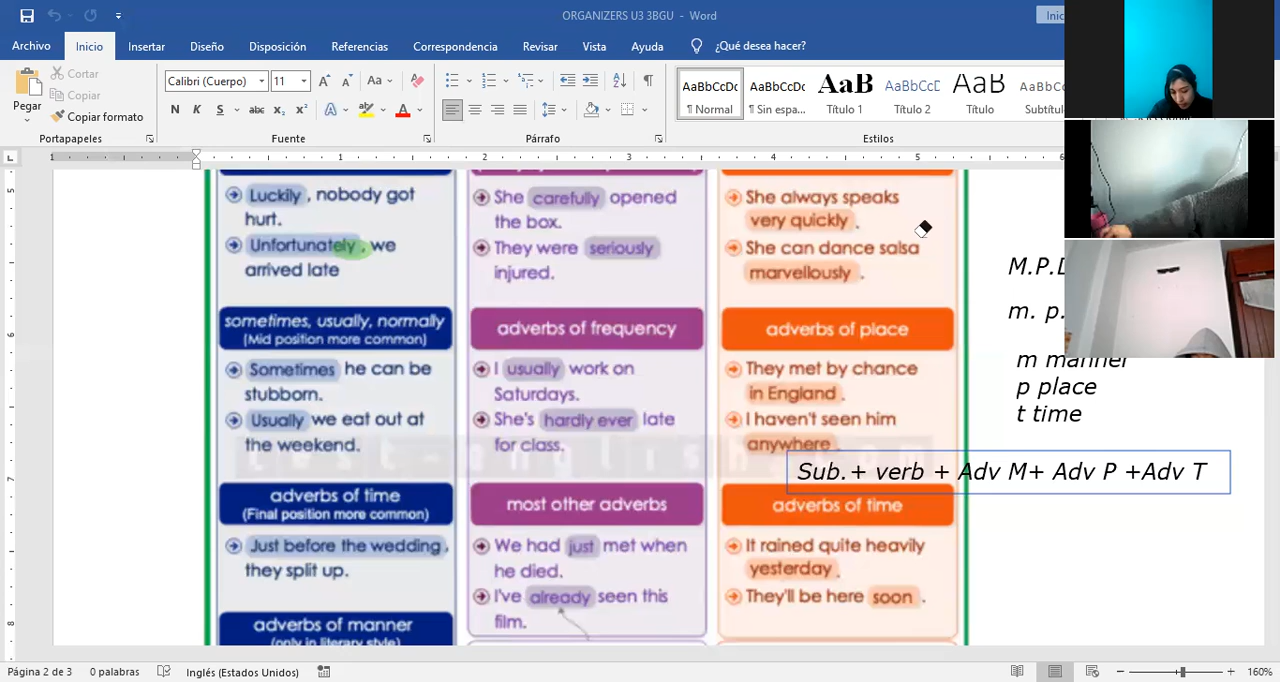 ORGANIZERS U3 3BGU - Word
Inic
Archivo Inicio Insertar Diseño Disposición Referencias Correspondencia Revisar Vista Ayuda ¿Qué desea hacer?
Pegar
Cortar
Copiar
Copiar formato
Portapapeles
Calibri (Cuerpo) 11
Fuente
Párrafo
AaBbCcDc AaBbCcDc AaB AaBbCcD AaB
¶ Normal ¶ Sin espa... Título 1 Título 2 Título
Estilos
Luckily , nobody got
hurt.
Unfortunately , we
arrived late
sometimes, usually, normally
(Mid position more common)
Sometimes he can be
stubborn.
Usually we eat out at
the weekend.
adverbs of time
(Final position more common)
Just before the wedding ,
they split up.
adverbs of manner
(only in literary style)
She carefully opened
the box.
They were seriously
injured.
adverbs of frequency
I usually work on
Saturdays.
She's hardly ever late
for class.
most other adverbs
We had just met when
he died.
I've already seen this
film.
She always speaks
very quickly .
She can dance salsa
marvellously .
adverbs of place
They met by chance
in England .
I haven't seen him
anywhere .
adverbs of time
It rained quite heavily
yesterday .
They'll be here soon .
m. p.
m manner
p place
t time
Sub.+ verb + Adv M+ Adv P +Adv T
test-english.com
Página 2 de 3 0 palabras Inglés (Estados Unidos) 160%